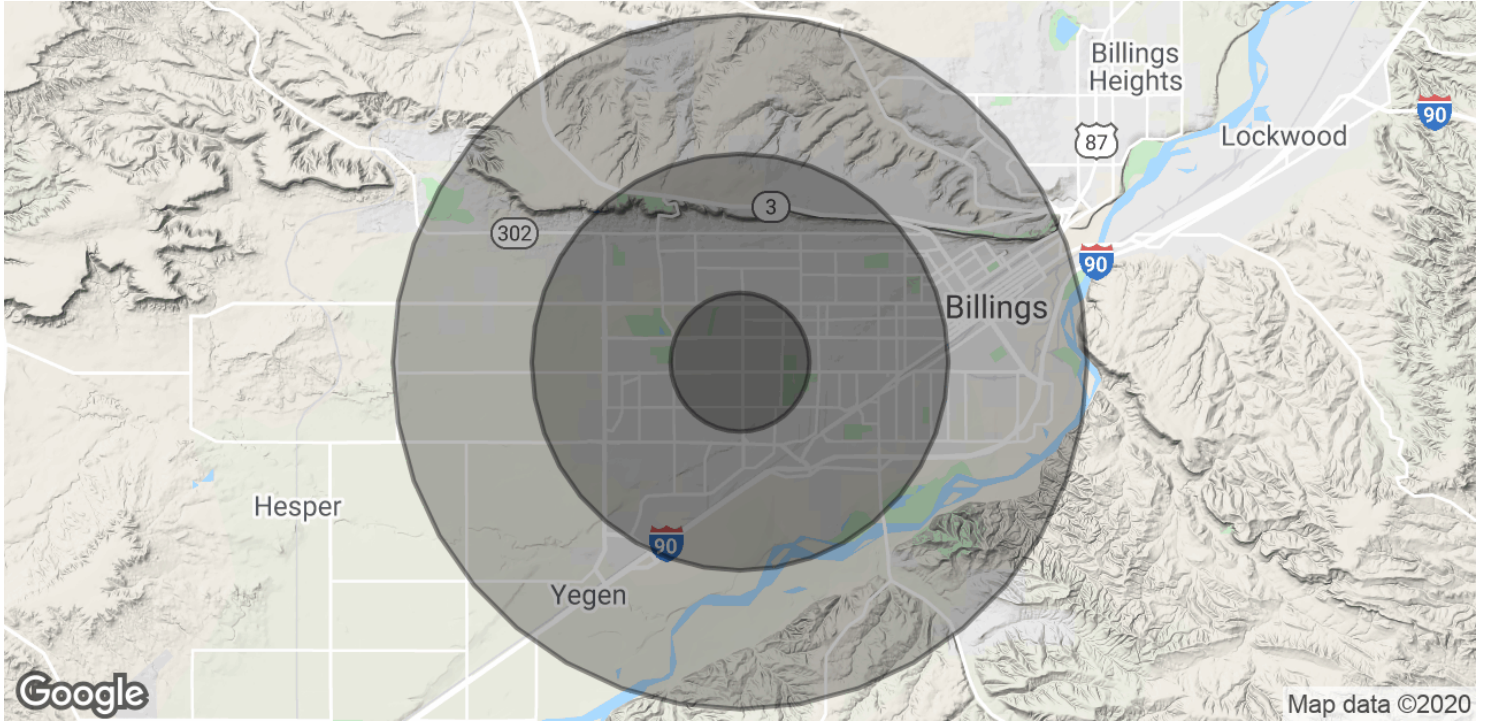 Billings
Heights
90
87
Lockwood
3
302
90
Billings
Hesper
90
Yegen
Google
Map data ©2020